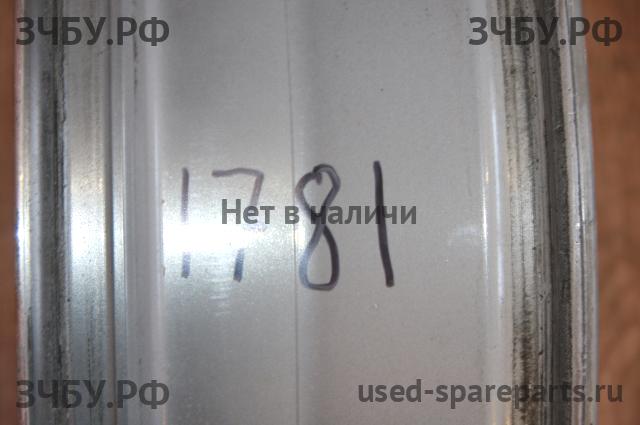 ЗЧБУ.РФ ЗЧБУ.РФ
1781
Нет в наличи
ЗЧБУ.РФ used-spareparts.ru